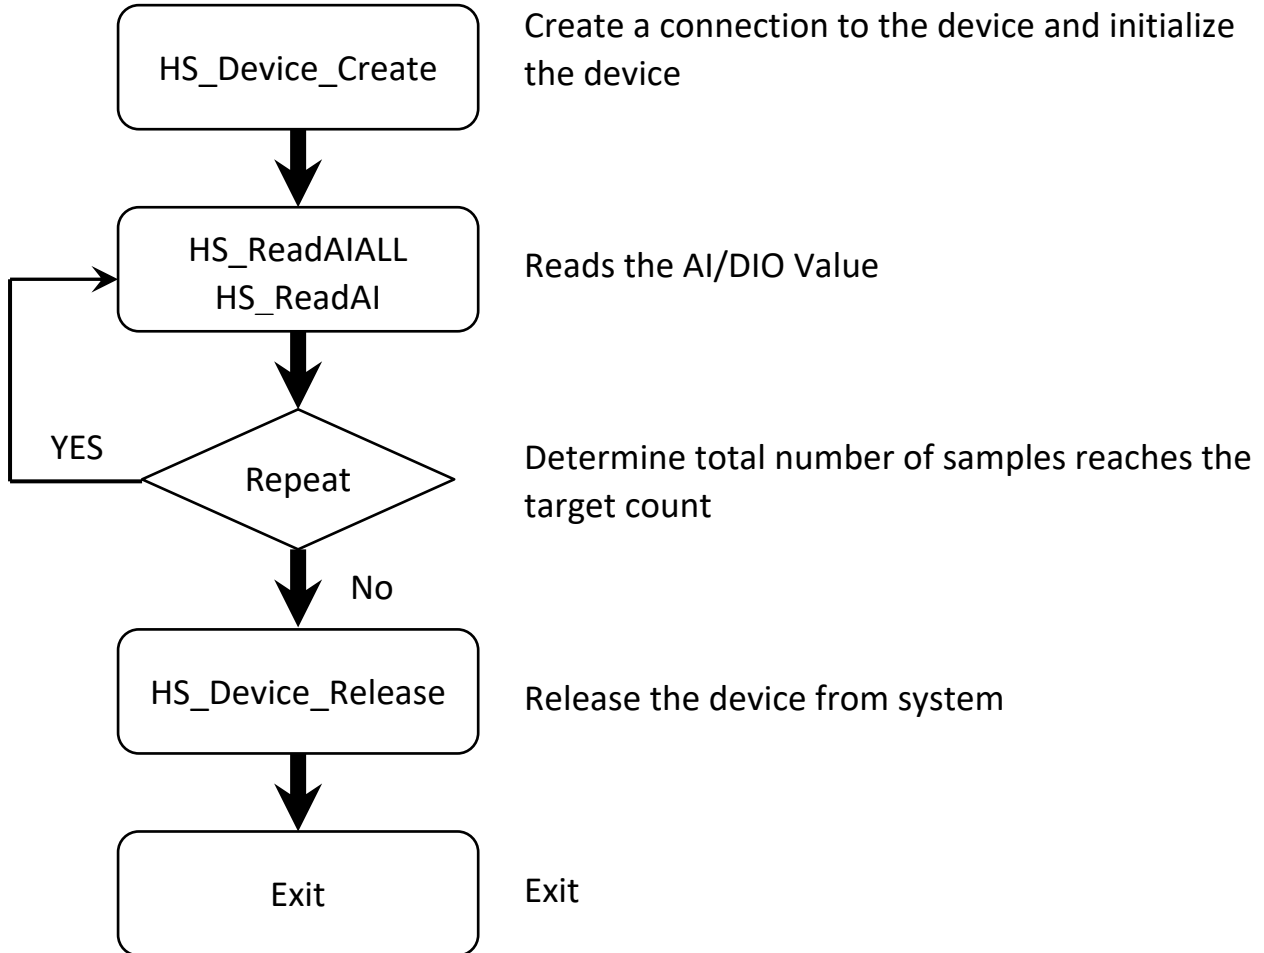 HS_Device_Create
Create a connection to the device and initialize
the device
HS_ReadAIALL
HS_ReadAI
Reads the AI/DIO Value
YES
Repeat
Determine total number of samples reaches the
target count
No
HS_Device_Release
Release the device from system
Exit
Exit